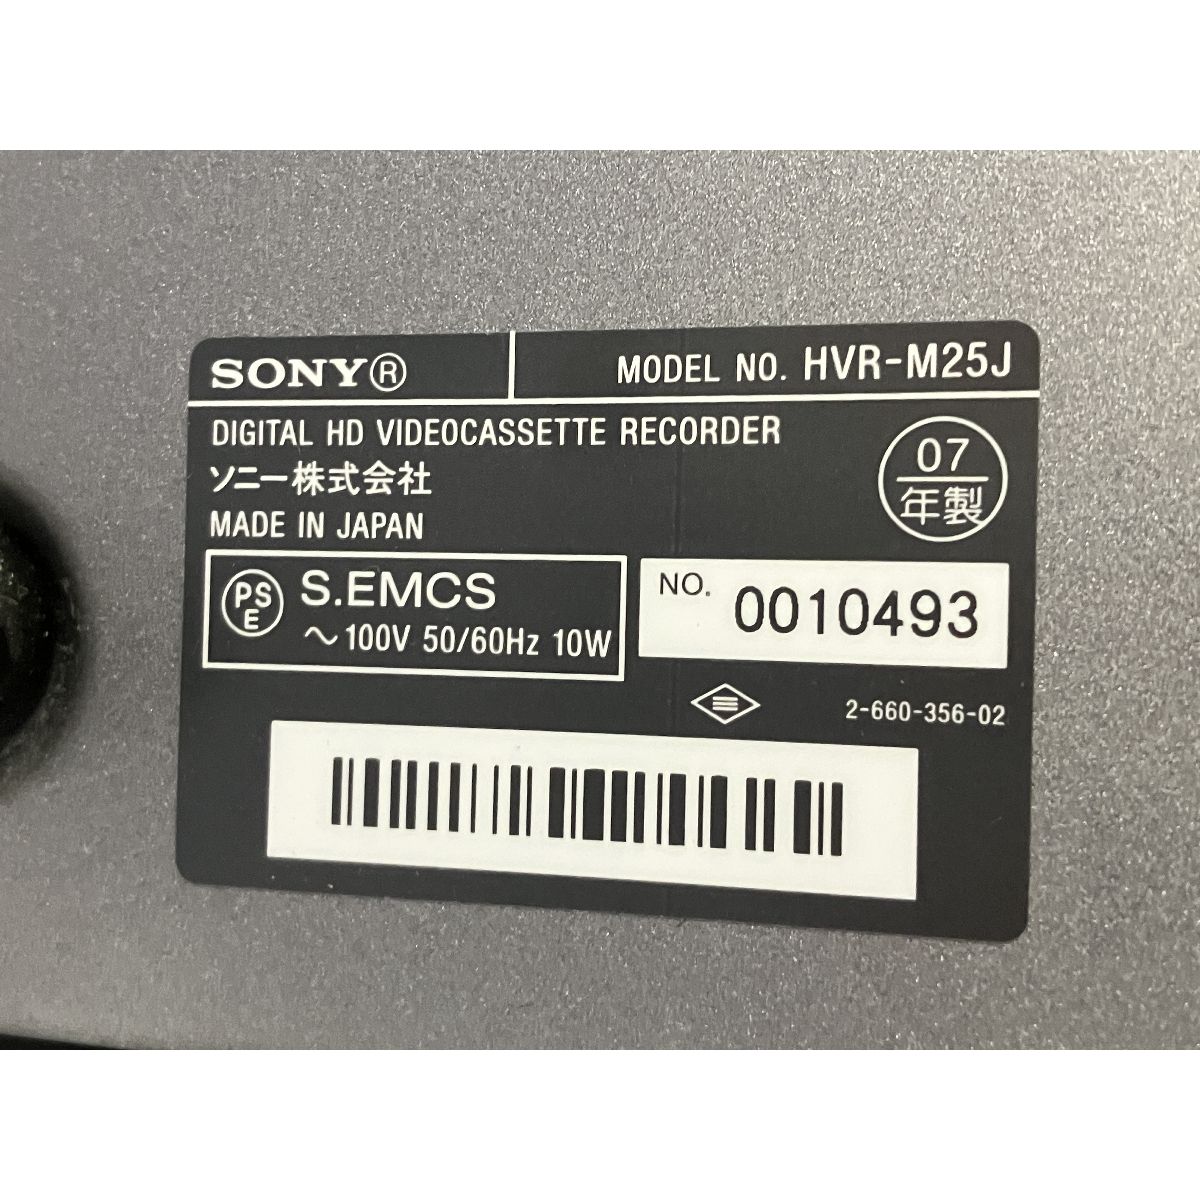 SONY®
MODEL NO. HVR-M25J
DIGITAL HD VIDEOCASSETTE RECORDER
ソニー株式会社
MADE IN JAPAN
07
年製
PS
E
S.EMCS
～100V 50/60Hz 10W
NO. 0010493
2-660-356-02